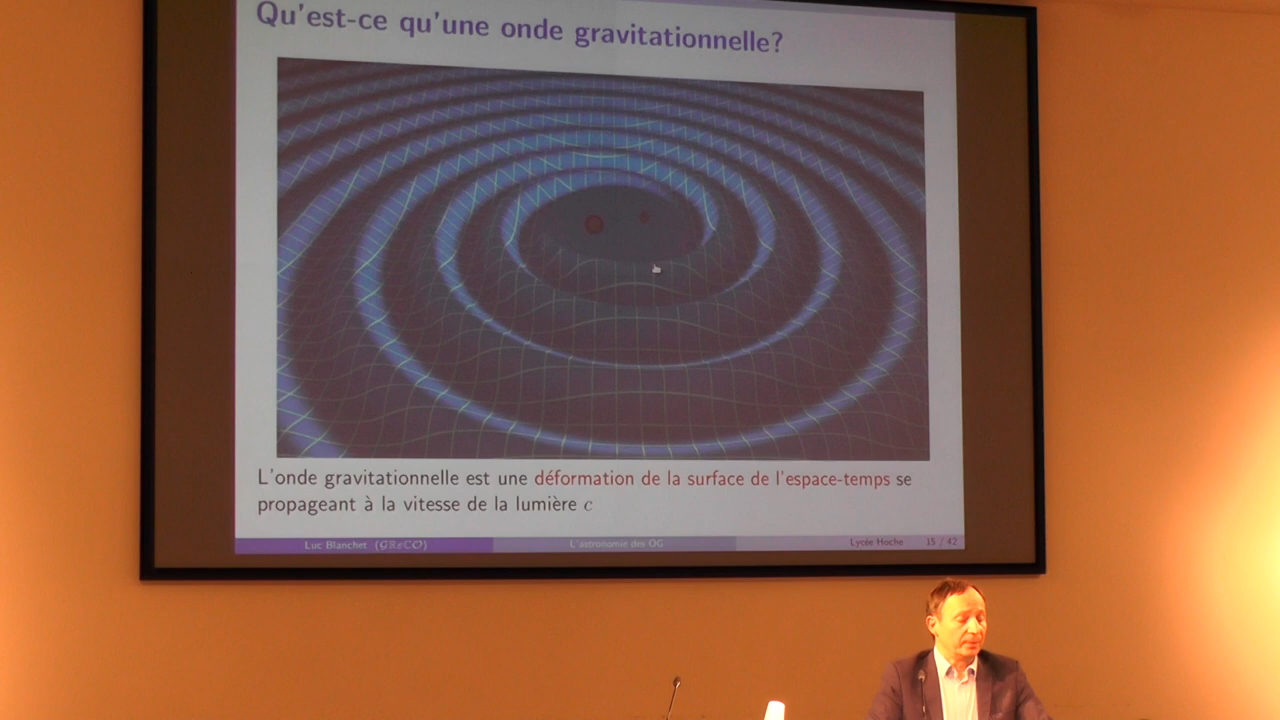 Qu'est-ce qu'une onde gravitationnelle?
L'onde gravitationnelle est une déformation de la surface de l'espace-temps se
propageant à la vitesse de la lumière c
Luc Blanchet (GRεCO) L'astronomie des OG Lycée Hoche 15 / 42